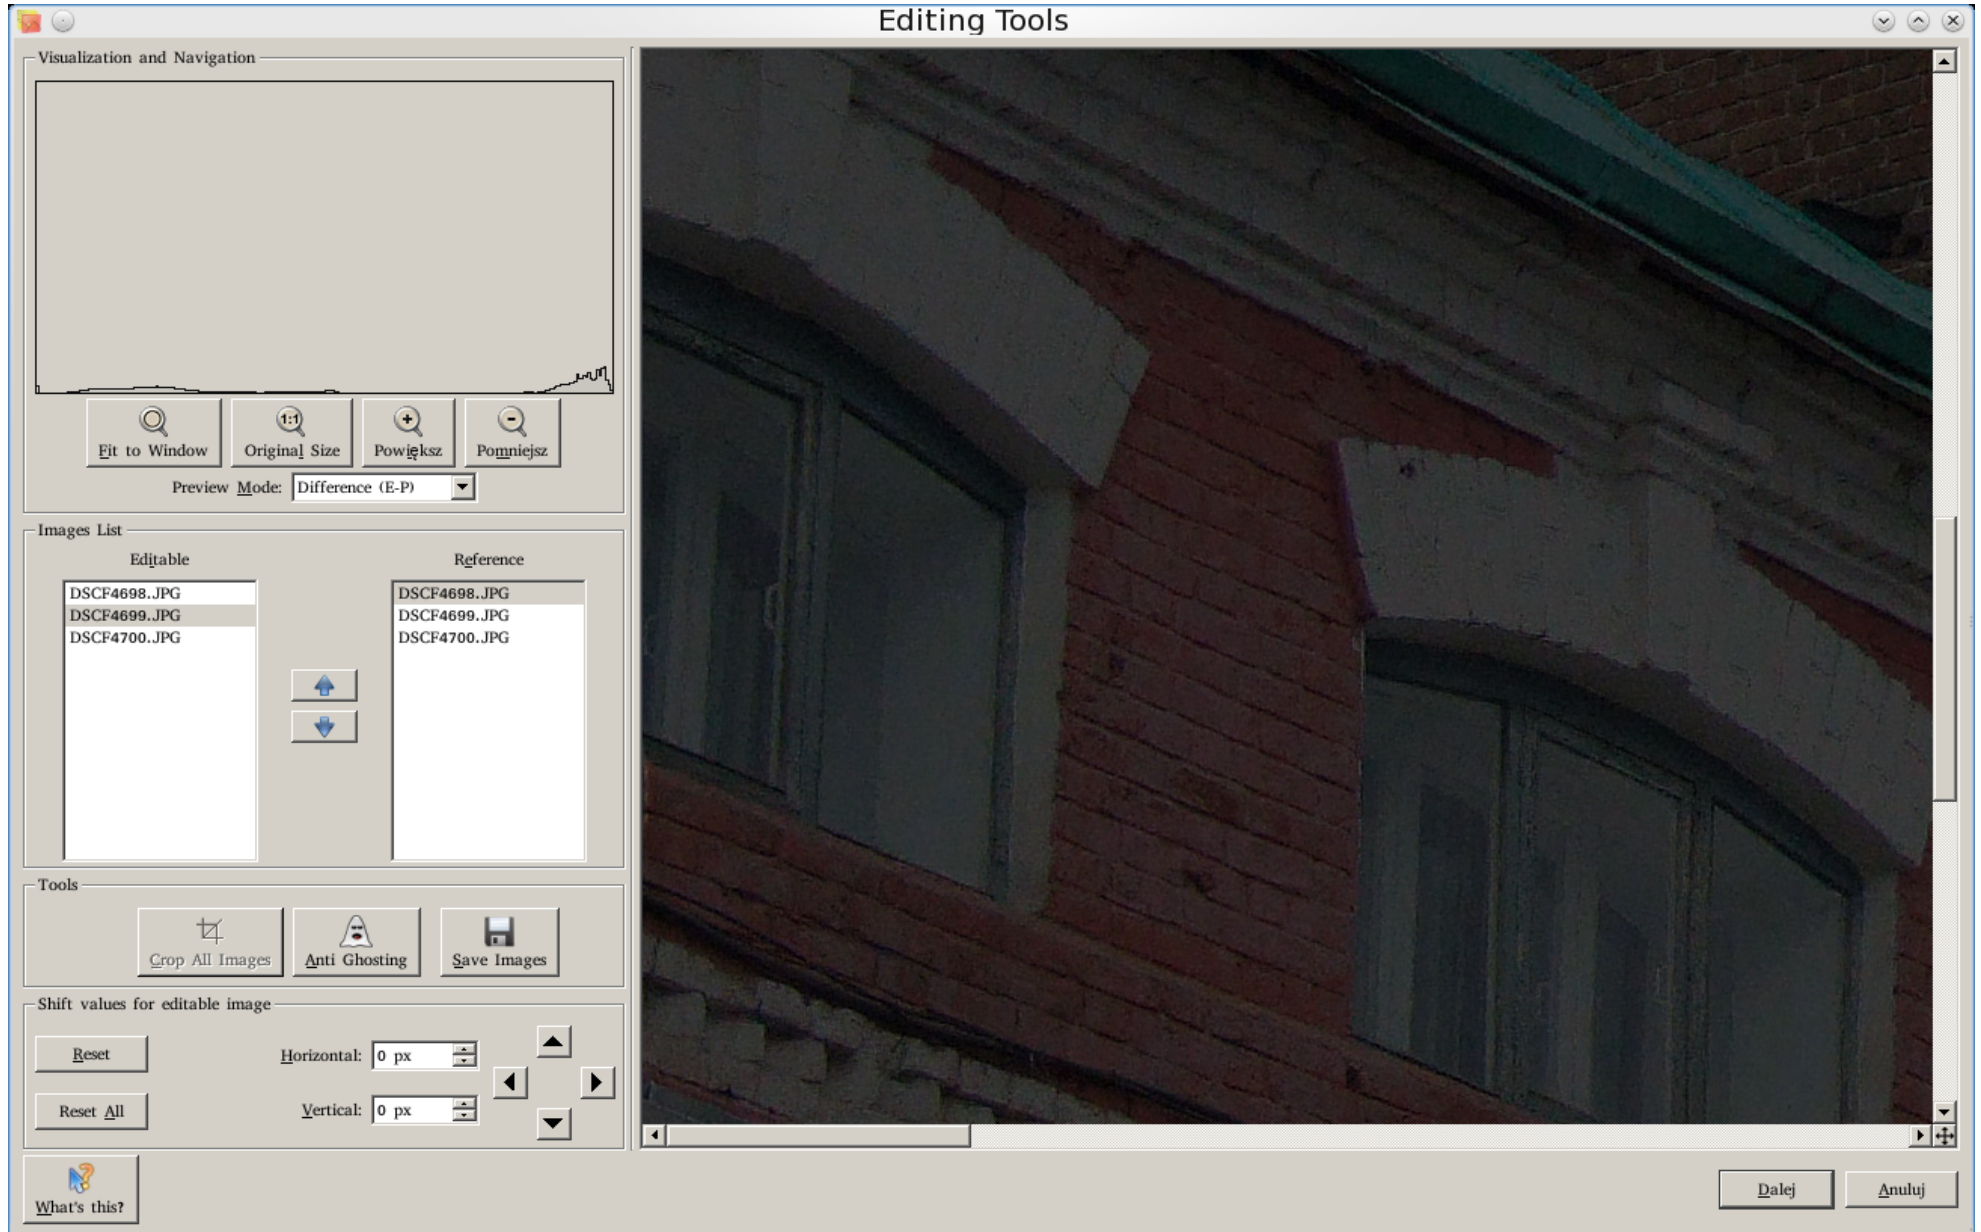 Editing Tools
Visualization and Navigation
Fit to Window
1:1
Original Size
Powiększ
Pomniejsz
Preview Mode: Difference (E-P)
Images List
Editable
Reference
DSCF4698.JPG
DSCF4699.JPG
DSCF4700.JPG
DSCF4698.JPG
DSCF4699.JPG
DSCF4700.JPG
Tools
Crop All Images
Anti Ghosting
Save Images
Shift values for editable image
Reset
Horizontal: 0 px
Reset All
Vertical: 0 px
What's this?
Dalej
Anuluj